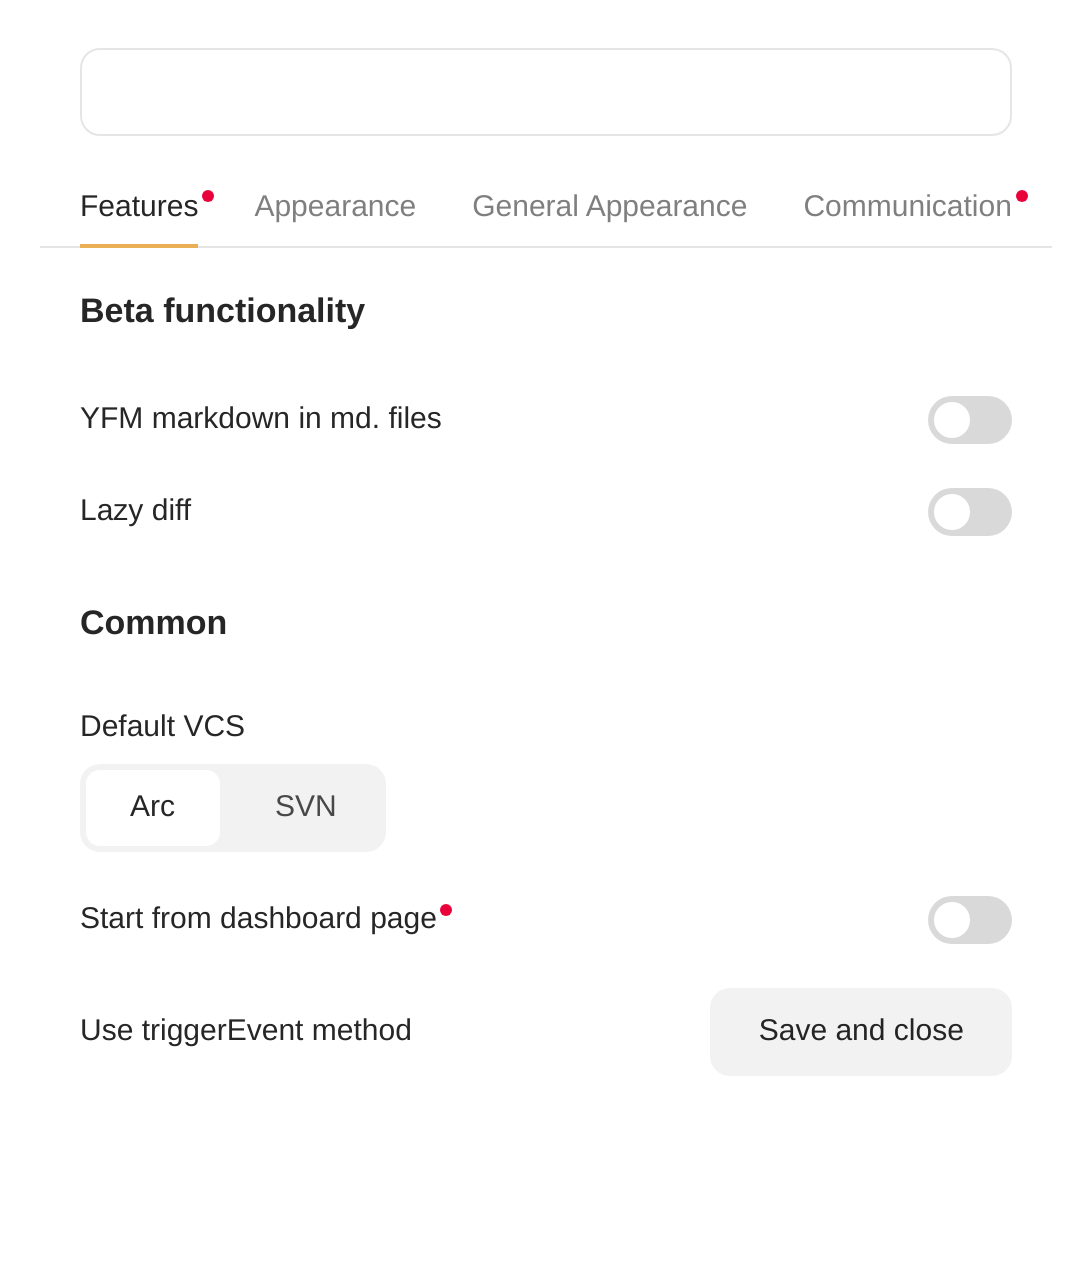 Features Appearance General Appearance Communication
Beta functionality
YFM markdown in md. files
Lazy diff
Common
Default VCS
Arc SVN
Start from dashboard page
Use triggerEvent method Save and close